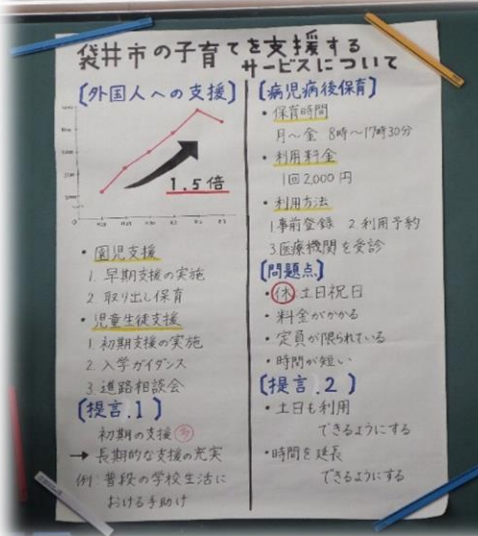 袋井市の子育てを支援する
サービスについて
[外国人への支援]
1.5倍
・園児支援
1. 早期支援の実施
2. 取り出し保育
・児童生徒支援
1. 初期支援の実施
2. 入学ガイダンス
3. 進路相談会
[提言.1]
初期の支援 多
→ 長期的な支援の充実
例:普段の学校生活に
おける手助け
[病児病後保育]
・保育時間
月～金 8時～17時30分
・利用料金
1回2,000円
・利用方法
1事前登録 2.利用予約
3.医療機関を受診
[問題点]
・休 土日祝日
・料金がかかる
・定員が限られている
・時間が短い
[提言.2]
・土日も利用
できるようにする
・時間を延長
できるようにする